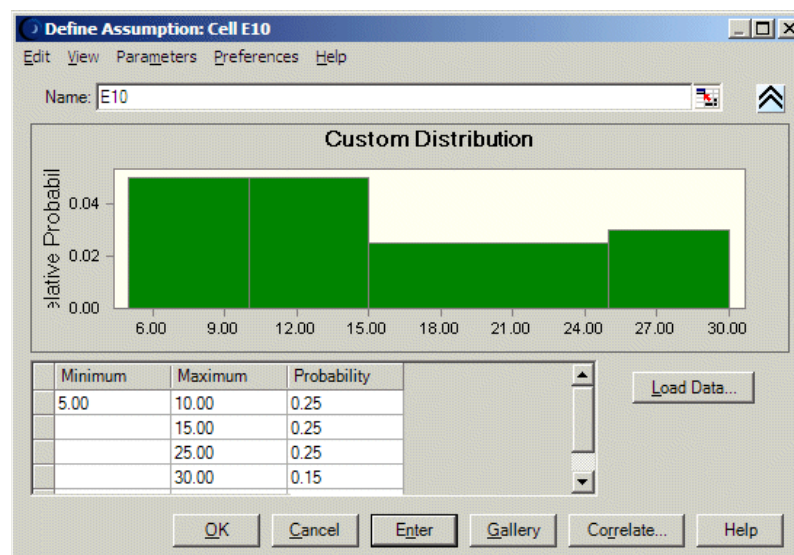 Define Assumption: Cell E10
Edit View Parameters Preferences Help
Name: E10
Custom Distribution
elative Probabil
0.04
0.02
0.00
6.00 9.00 12.00 15.00 18.00 21.00 24.00 27.00 30.00
Minimum Maximum Probability
5.00 10.00 0.25
15.00 0.25
25.00 0.25
30.00 0.15
Load Data...
OK Cancel Enter Gallery Correlate... Help